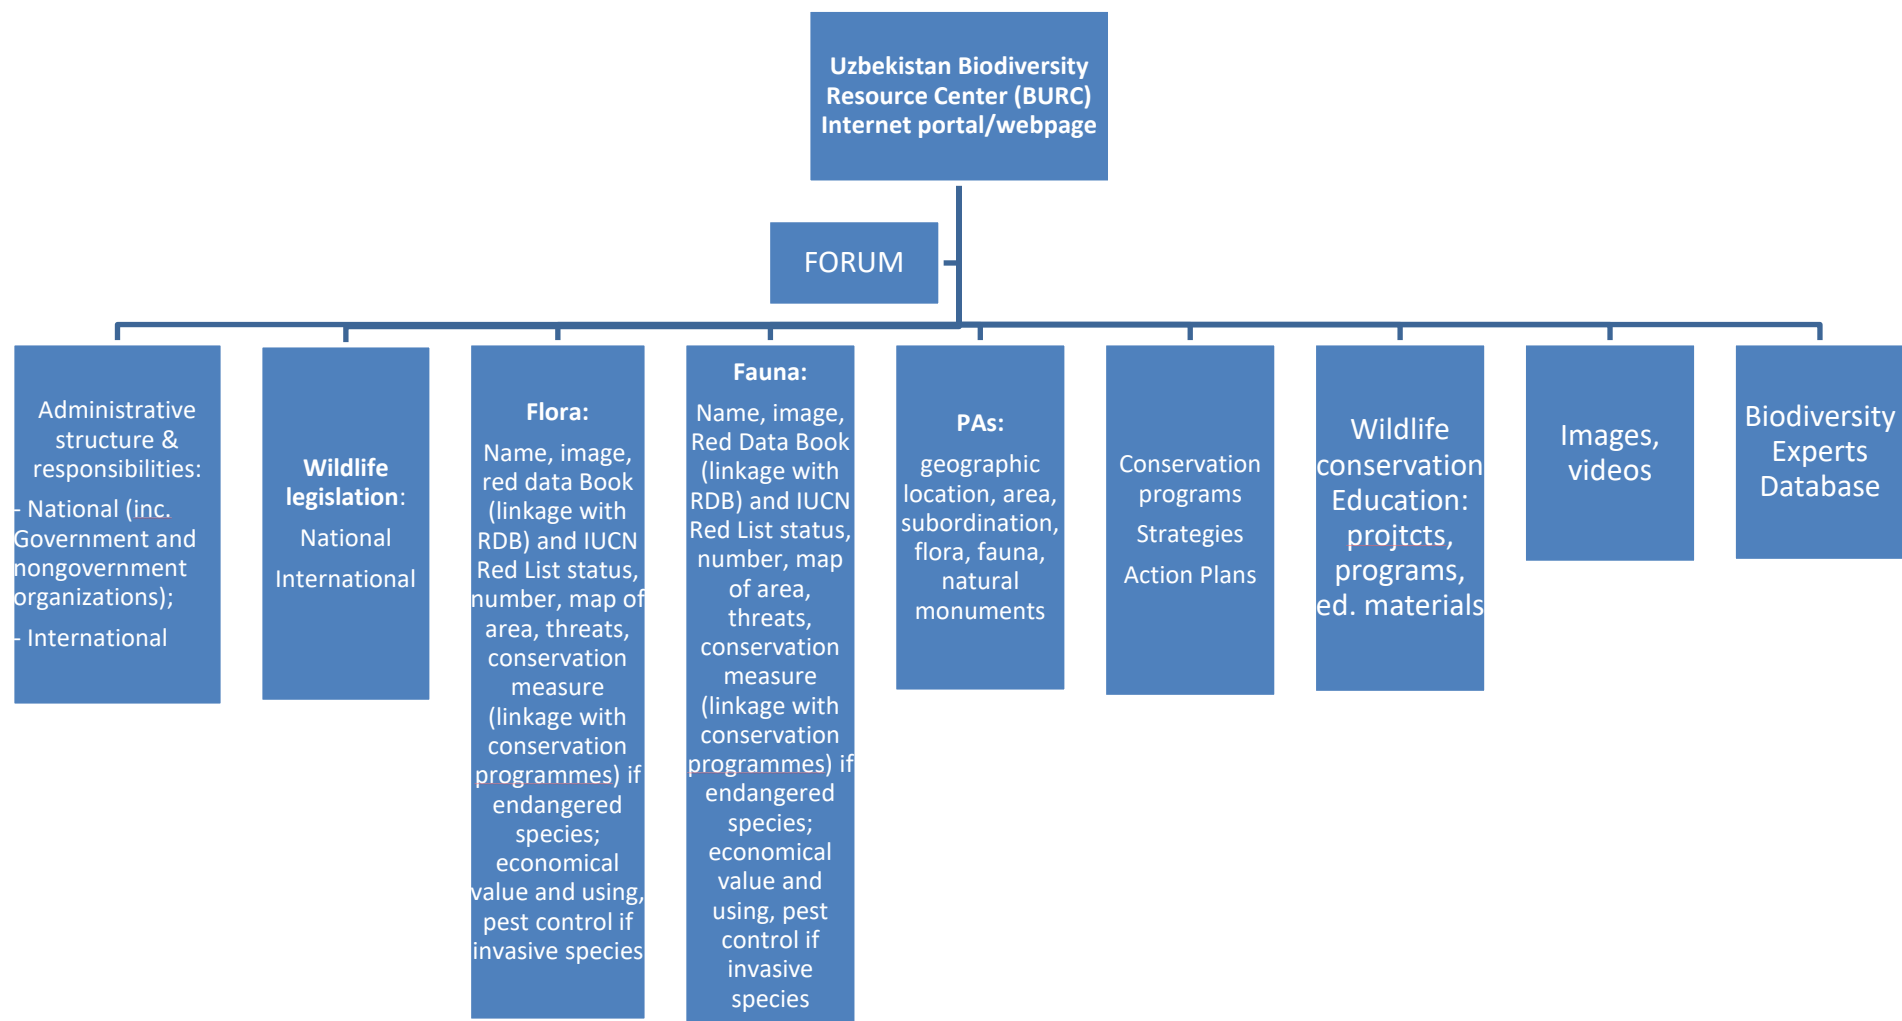 Uzbekistan Biodiversity
Resource Center (BURC)
Internet portal/webpage
FORUM
Administrative
structure &
responsibilities:
- National (inc.
Government and
nongovernment
organizations);
- International
Wildlife
legislation:
National
International
Flora:
Name, image,
red data Book
(linkage with
RDB) and IUCN
Red List status,
number, map of
area, threats,
conservation
measure
(linkage with
conservation
programmes) if
endangered
species;
economical
value and using,
pest control if
invasive species
Fauna:
Name, image,
Red Data Book
(linkage with
RDB) and IUCN
Red List status,
number, map
of area,
threats,
conservation
measure
(linkage with
conservation
programmes) if
endangered
species;
economical
value and
using, pest
control if
invasive
species
PAs:
geographic
location, area,
subordination,
flora, fauna,
natural
monuments
Conservation
programs
Strategies
Action Plans
Wildlife
conservation
Education:
projtcts,
programs,
ed. materials
Images,
videos
Biodiversity
Experts
Database